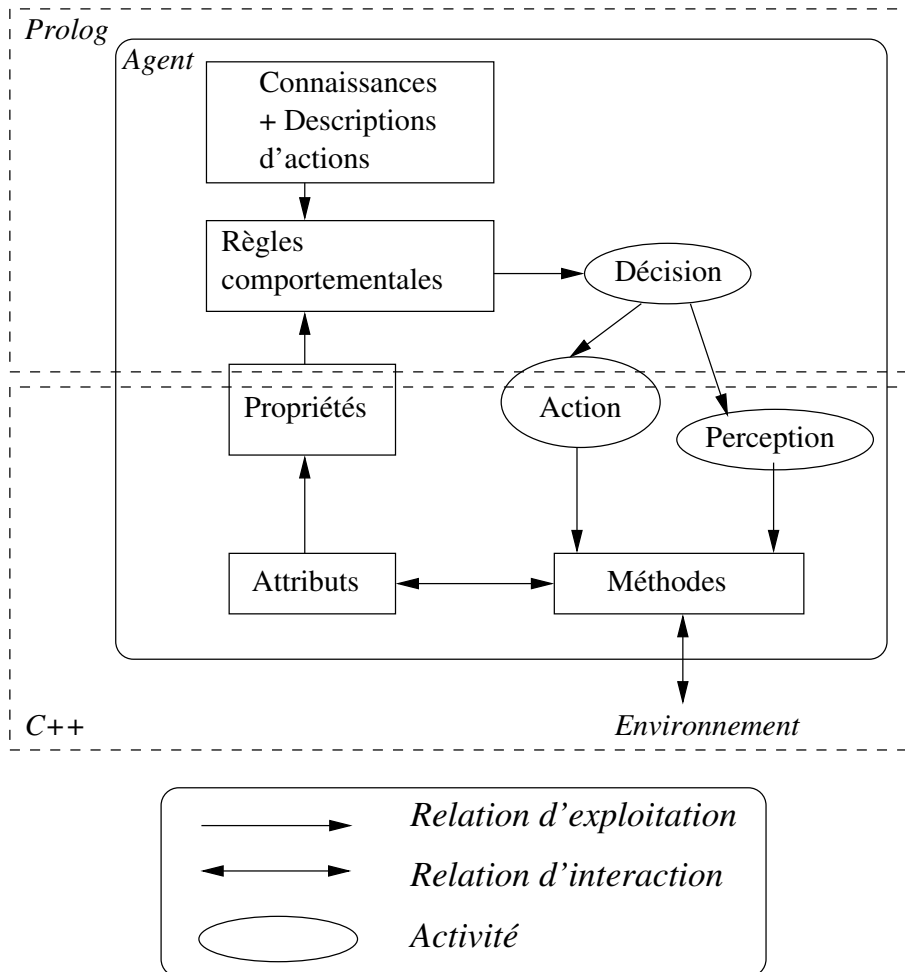 Prolog
Agent
Connaissances
+ Descriptions
d'actions
Règles
comportementales
Décision
Propriétés
Action
Perception
Attributs
Méthodes
C++
Environnement
Relation d'exploitation
Relation d'interaction
Activité